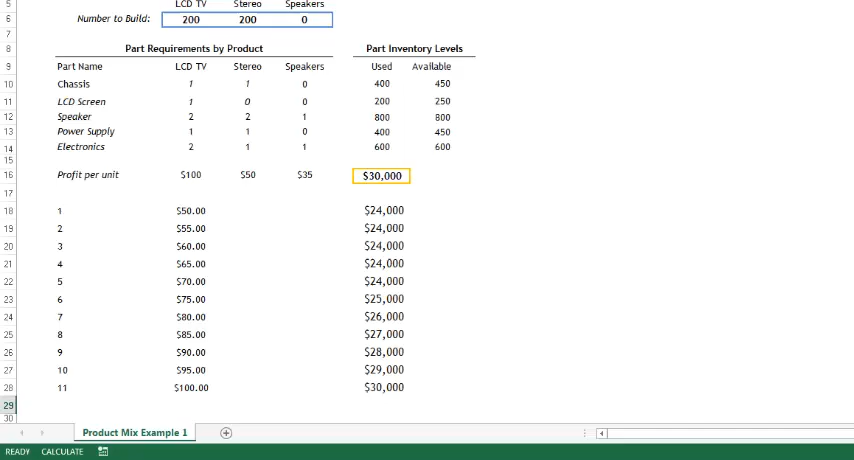 5 LCD TV Stereo Speakers
6 Number to Build: 200 200 0
7
8 Part Requirements by Product Part Inventory Levels
9 Part Name LCD TV Stereo Speakers Used Available
10 Chassis 1 1 0 400 450
11 LCD Screen 1 0 0 200 250
12 Speaker 2 2 1 800 800
13 Power Supply 1 1 0 400 450
14 Electronics 2 1 1 600 600
15
16 Profit per unit $100 $50 $35 $30,000
17
18 1 $50.00 $24,000
19 2 $55.00 $24,000
20 3 $60.00 $24,000
21 4 $65.00 $24,000
22 5 $70.00 $24,000
23 6 $75.00 $25,000
24 7 $80.00 $26,000
25 8 $85.00 $27,000
26 9 $90.00 $28,000
27 10 $95.00 $29,000
28 11 $100.00 $30,000
29
30
Product Mix Example 1
READY CALCULATE